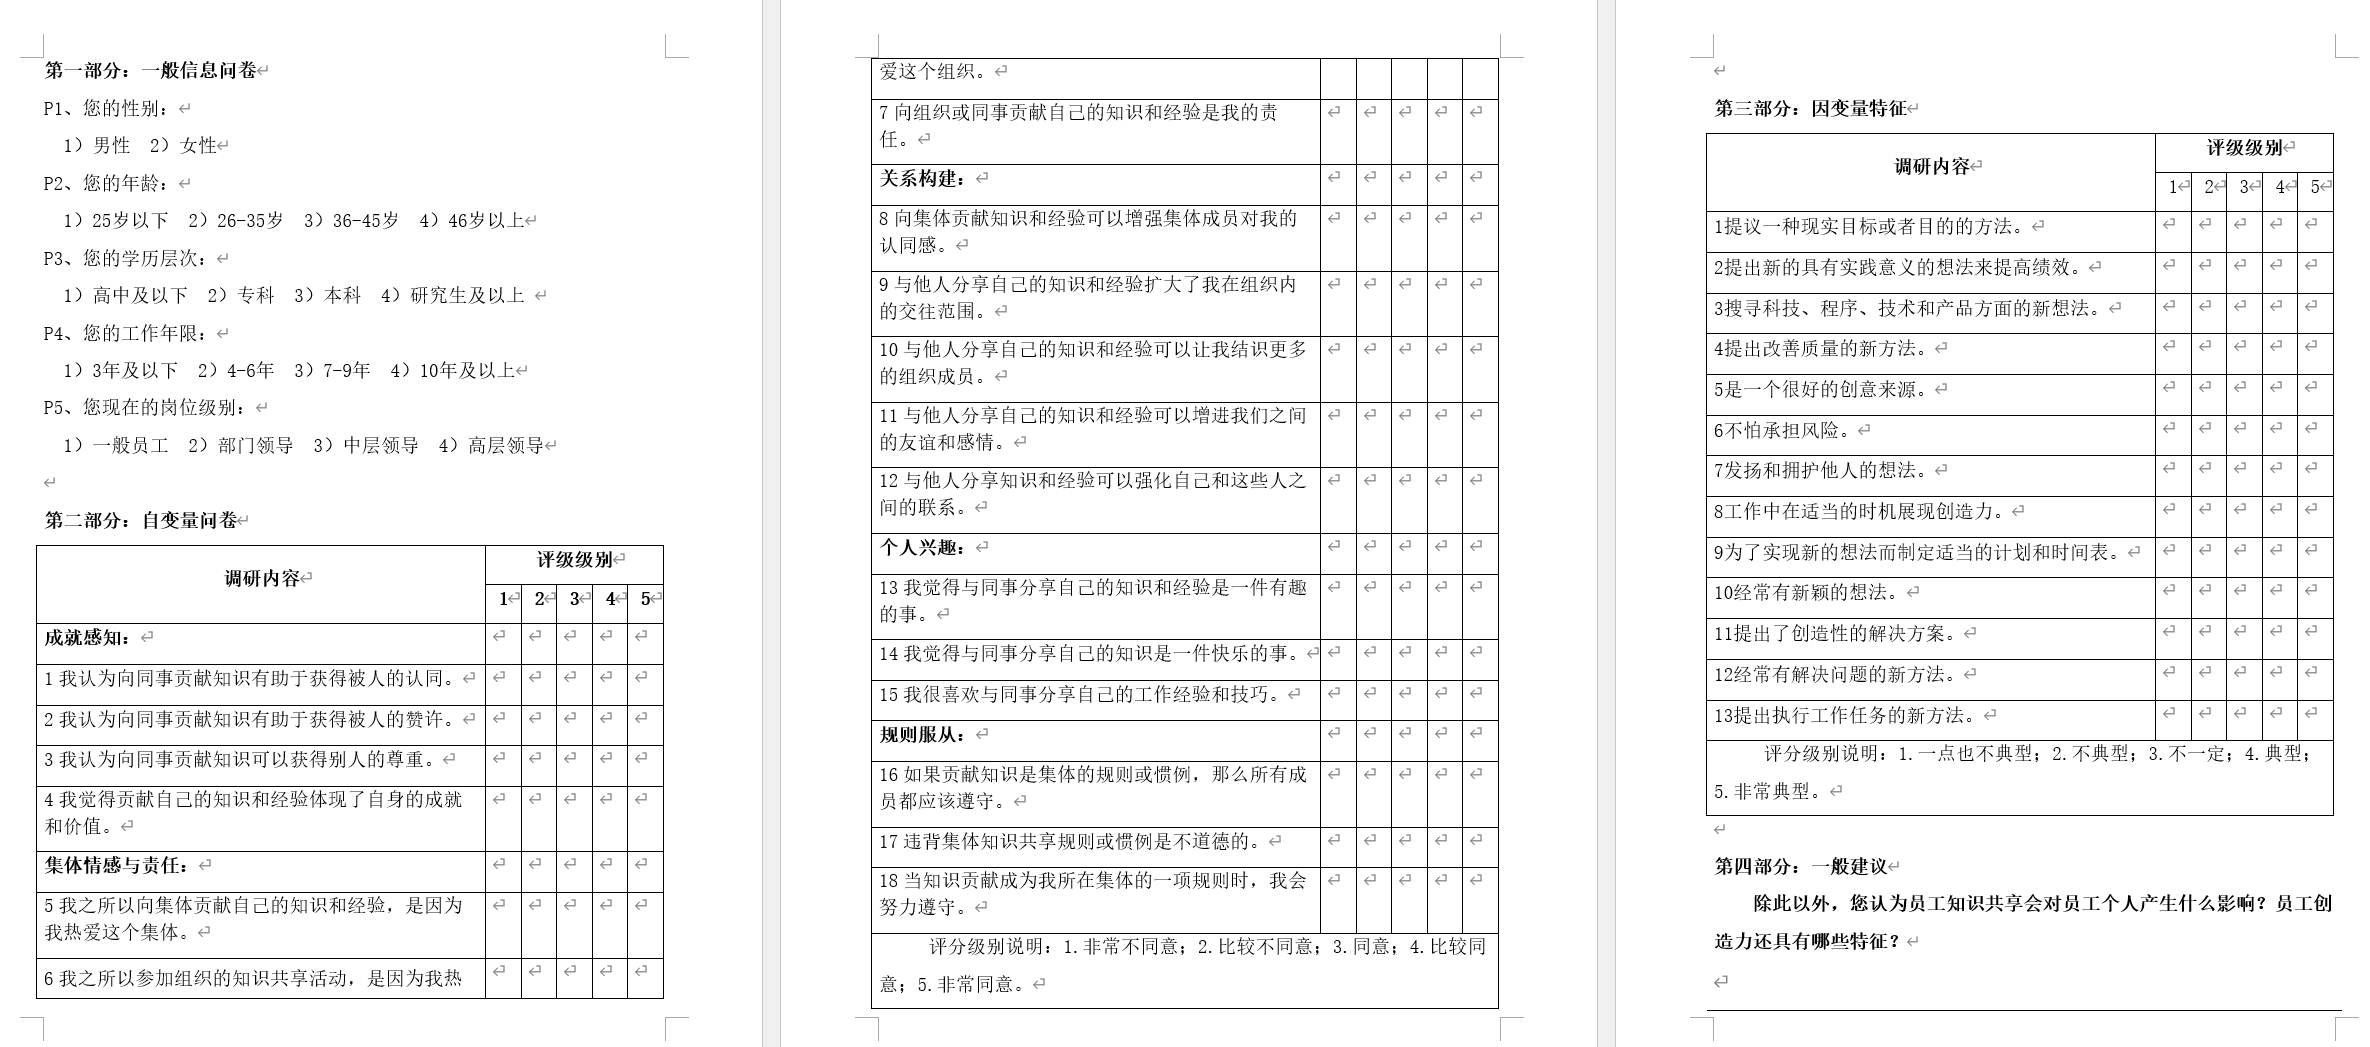 第一部分：一般信息问卷
P1、您的性别：
1）男性 2）女性
P2、您的年龄：
1）25岁以下 2）26-35岁 3）36-45岁 4）46岁以上
P3、您的学历层次：
1）高中及以下 2）专科 3）本科 4）研究生及以上
P4、您的工作年限：
1）3年及以下 2）4-6年 3）7-9年 4）10年及以上
P5、您现在的岗位级别：
1）一般员工 2）部门领导 3）中层领导 4）高层领导
第二部分：自变量问卷
调研内容
评级级别
1 2 3 4 5
成就感知：
1 我认为向同事贡献知识有助于获得被人的认同。
2 我认为向同事贡献知识有助于获得被人的赞许。
3 我认为向同事贡献知识可以获得别人的尊重。
4 我觉得贡献自己的知识和经验体现了自身的成就
和价值。
集体情感与责任：
5 我之所以向集体贡献自己的知识和经验，是因为
我热爱这个集体。
6 我之所以参加组织的知识共享活动，是因为我热
爱这个组织。
7 向组织或同事贡献自己的知识和经验是我的责
任。
关系构建：
8 向集体贡献知识和经验可以增强集体成员对我的
认同感。
9 与他人分享自己的知识和经验扩大了我在组织内
的交往范围。
10 与他人分享自己的知识和经验可以让我结识更多
的组织成员。
11 与他人分享自己的知识和经验可以增进我们之间
的友谊和感情。
12 与他人分享知识和经验可以强化自己和这些人之
间的联系。
个人兴趣：
13 我觉得与同事分享自己的知识和经验是一件有趣
的事。
14 我觉得与同事分享自己的知识是一件快乐的事。
15 我很喜欢与同事分享自己的工作经验和技巧。
规则服从：
16 如果贡献知识是集体的规则或惯例，那么所有成
员都应该遵守。
17 违背集体知识共享规则或惯例是不道德的。
18 当知识贡献成为我所在集体的一项规则时，我会
努力遵守。
评分级别说明：1.非常不同意；2.比较不同意；3.同意；4.比较同
意；5.非常同意。
第三部分：因变量特征
调研内容
评级级别
1 2 3 4 5
1提议一种现实目标或者目的的方法。
2提出新的具有实践意义的想法来提高绩效。
3搜寻科技、程序、技术和产品方面的新想法。
4提出改善质量的新方法。
5是一个很好的创意来源。
6不怕承担风险。
7发扬和拥护他人的想法。
8工作中在适当的时机展现创造力。
9为了实现新的想法而制定适当的计划和时间表。
10经常有新颖的想法。
11提出了创造性的解决方案。
12经常有解决问题的新方法。
13提出执行工作任务的新方法。
评分级别说明：1.一点也不典型；2.不典型；3.不一定；4.典型；
5.非常典型。
第四部分：一般建议
除此以外，您认为员工知识共享会对员工个人产生什么影响？员工创
造力还具有哪些特征？